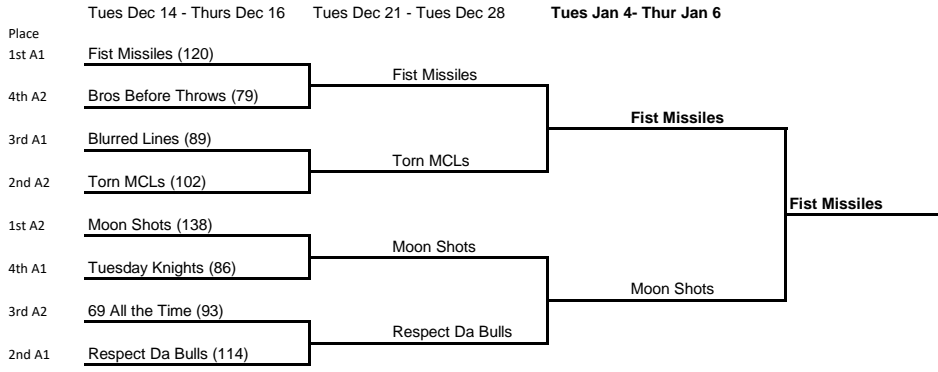 Tues Dec 14 - Thurs Dec 16 Tues Dec 21 - Tues Dec 28 Tues Jan 4- Thur Jan 6
Place
1st A1 Fist Missiles (120)
Fist Missiles
4th A2 Bros Before Throws (79)
Fist Missiles
3rd A1 Blurred Lines (89)
Torn MCLs
2nd A2 Torn MCLs (102)
Fist Missiles
1st A2 Moon Shots (138)
Moon Shots
4th A1 Tuesday Knights (86)
Moon Shots
3rd A2 69 All the Time (93)
Respect Da Bulls
2nd A1 Respect Da Bulls (114)